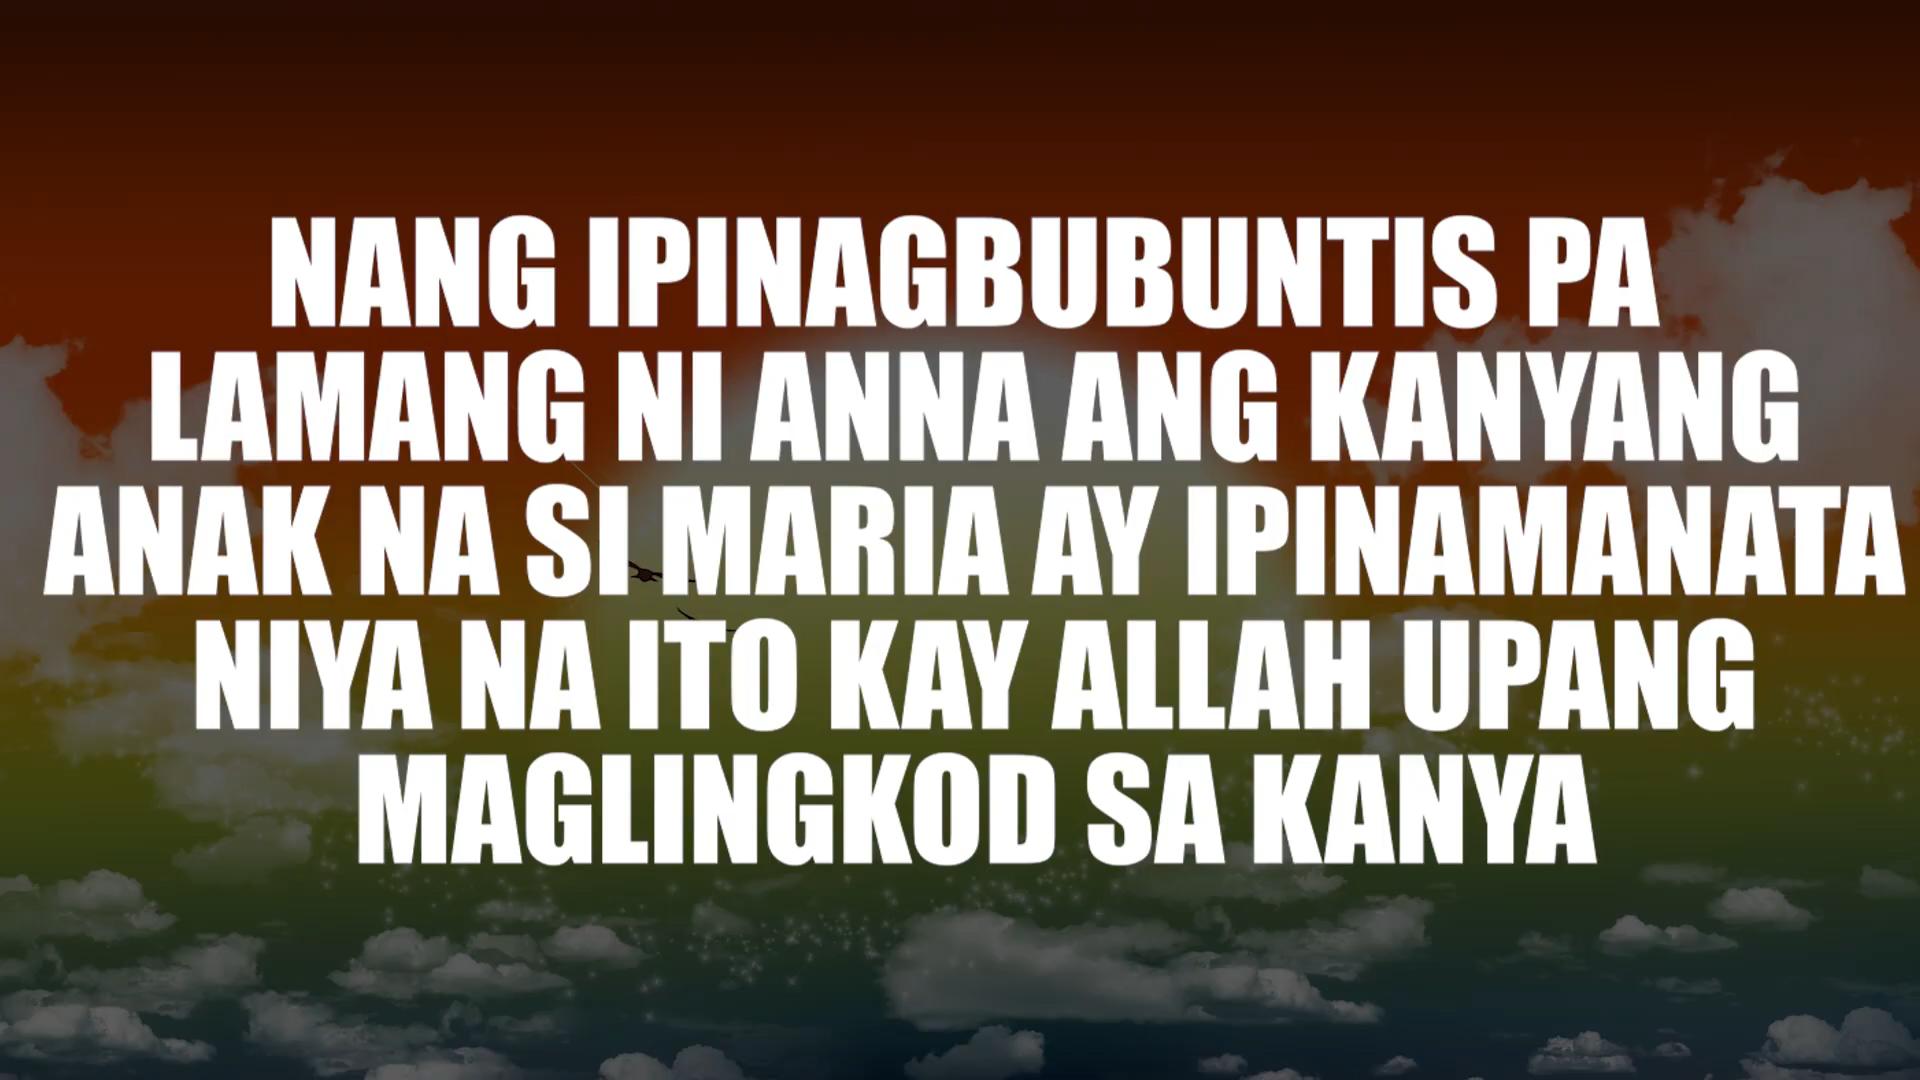 NANG IPINAGBUBUNTIS PA
LAMANG NI ANNA ANG KANYANG
ANAK NA SI MARIA AY IPINAMANATA
NIYA NA ITO KAY ALLAH UPANG
MAGLINGKOD SA KANYA